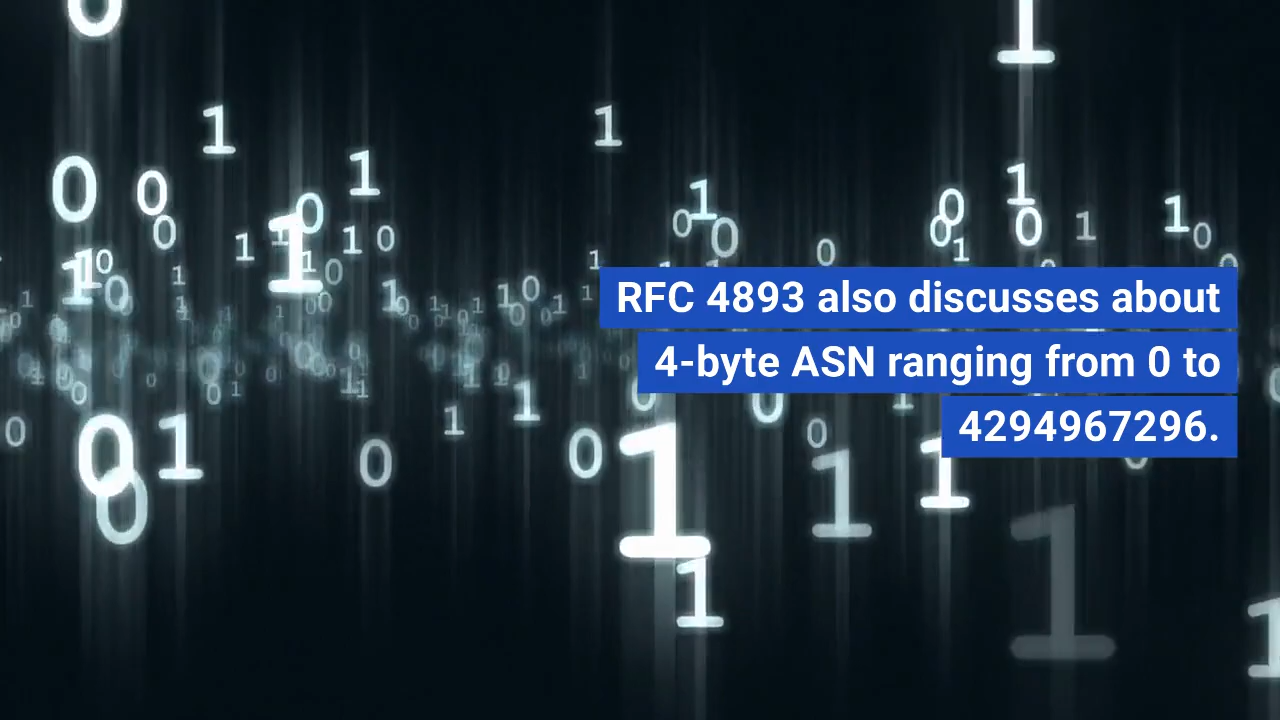 RFC 4893 also discusses about
4-byte ASN ranging from 0 to
4294967296.